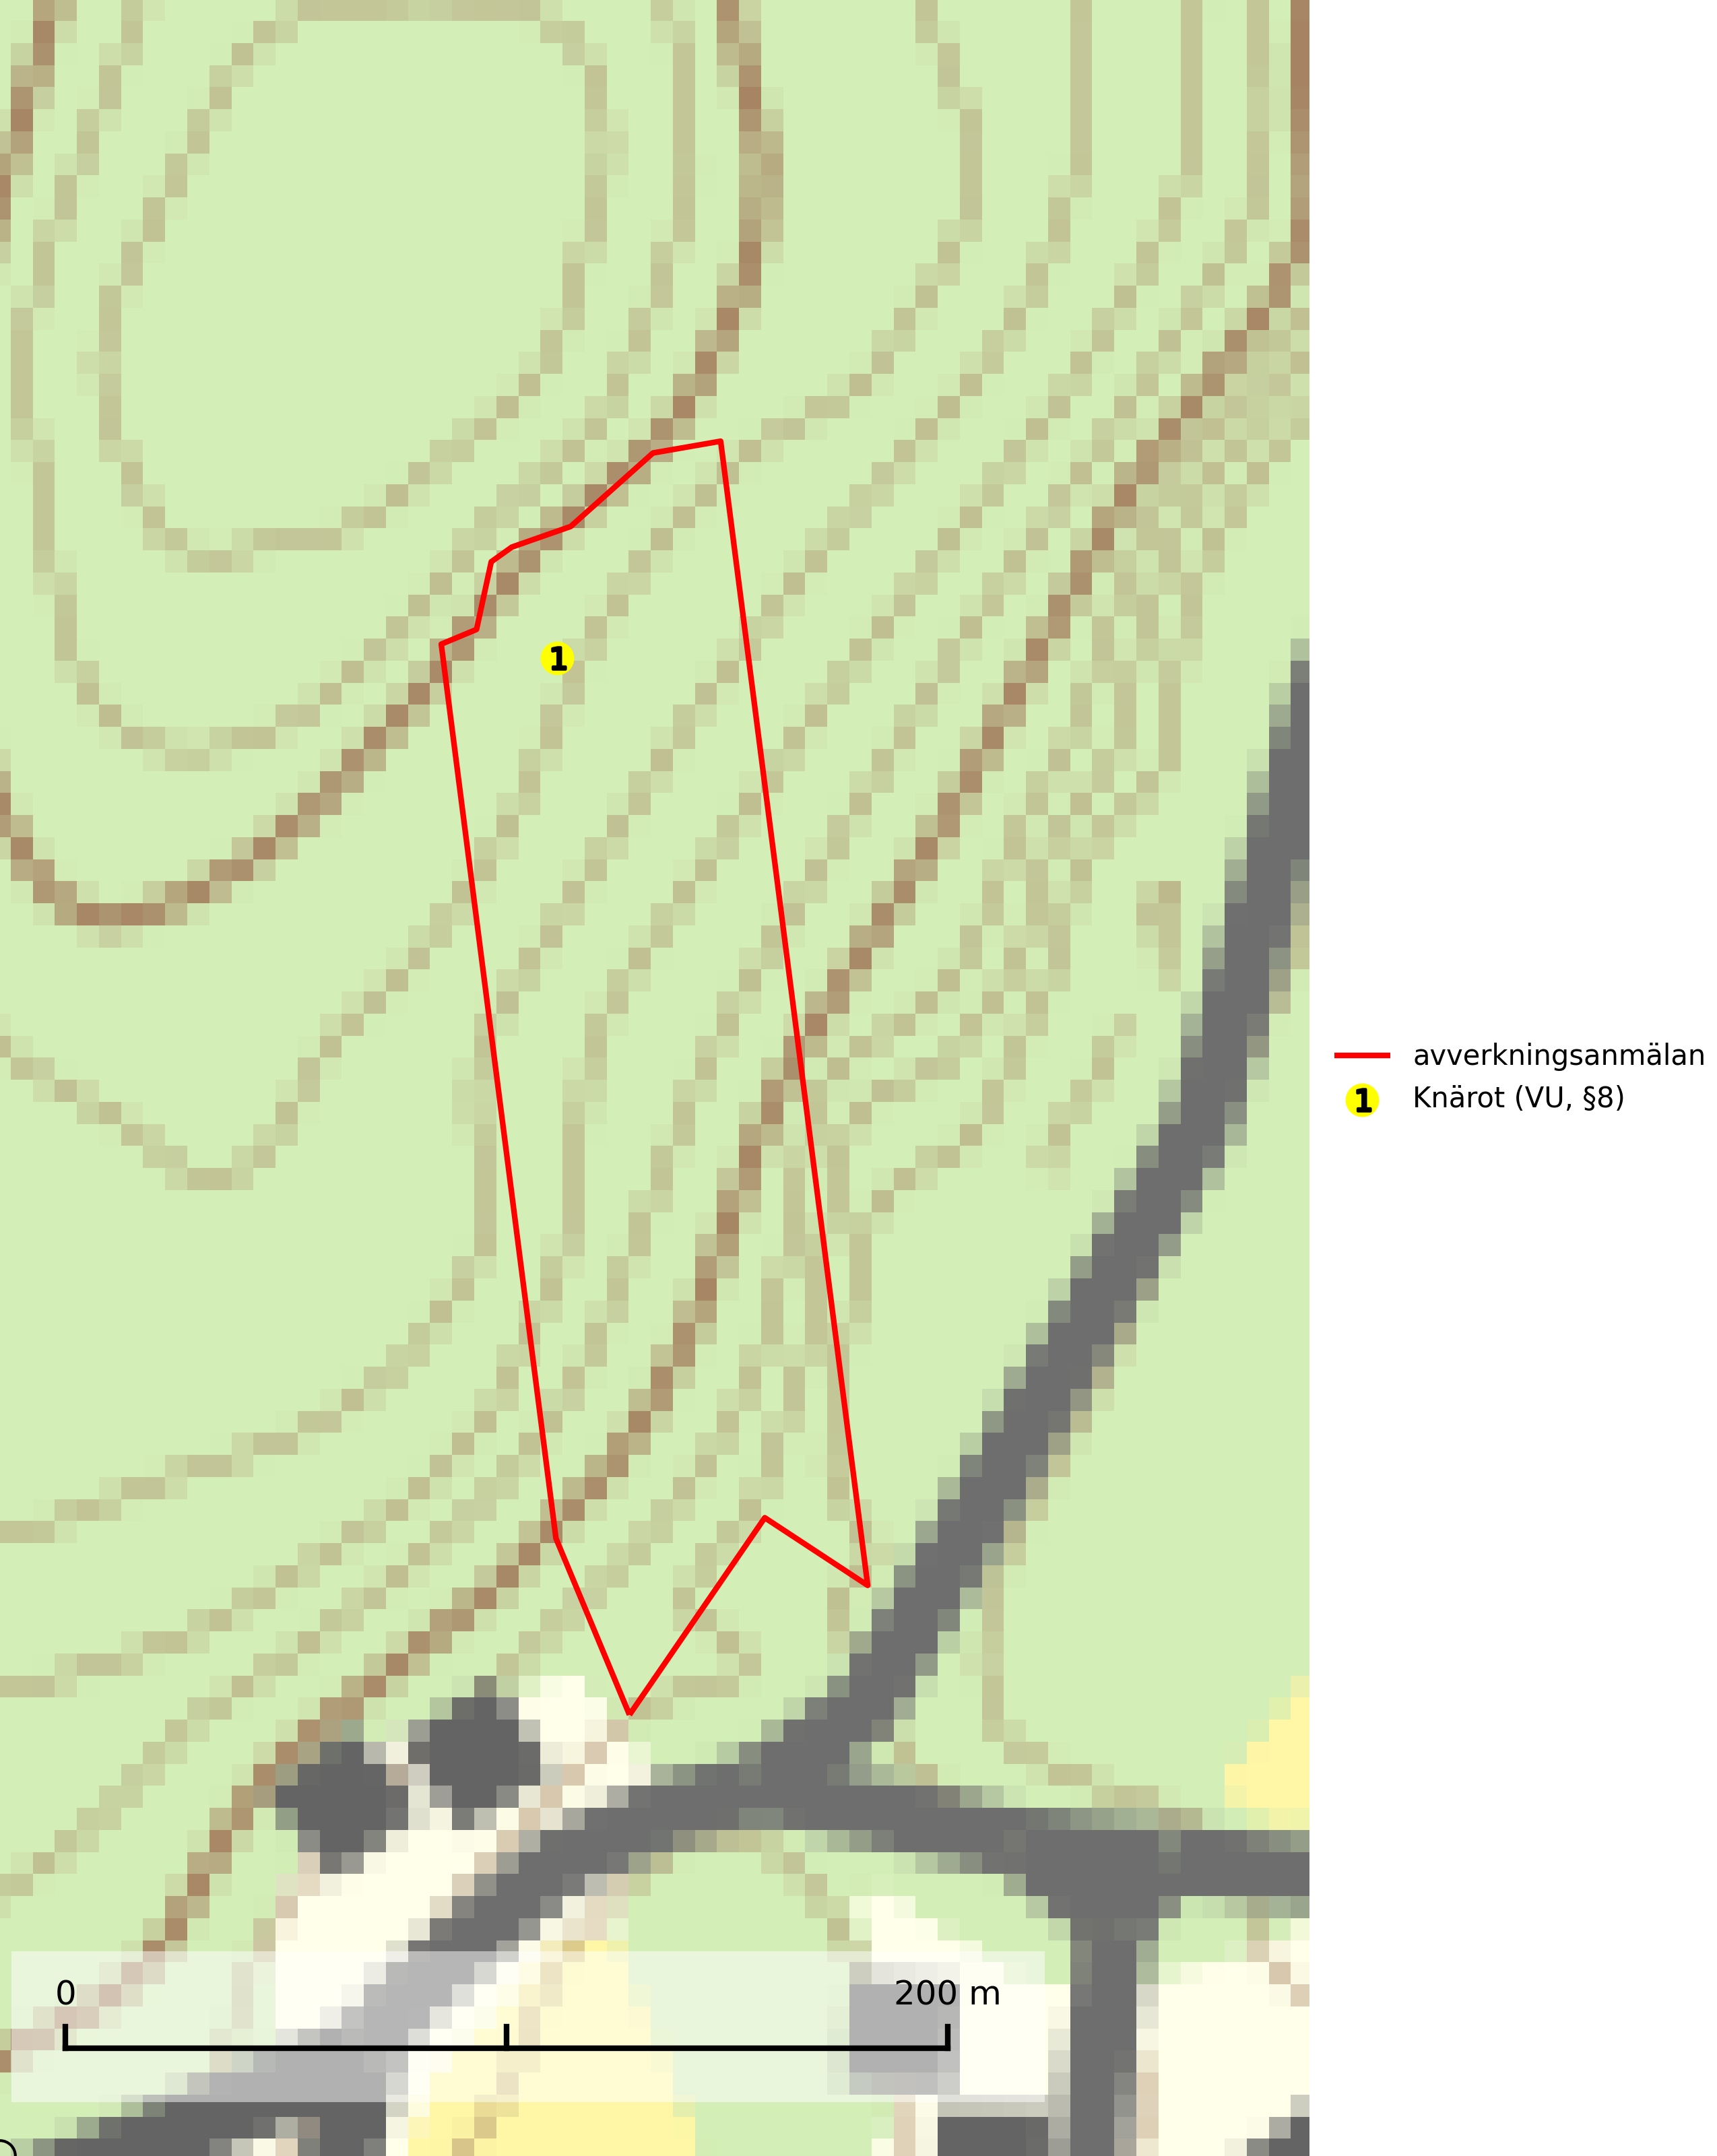 1
avverkningsanmälan
1 Knärot (VU, §8)
0 200 m